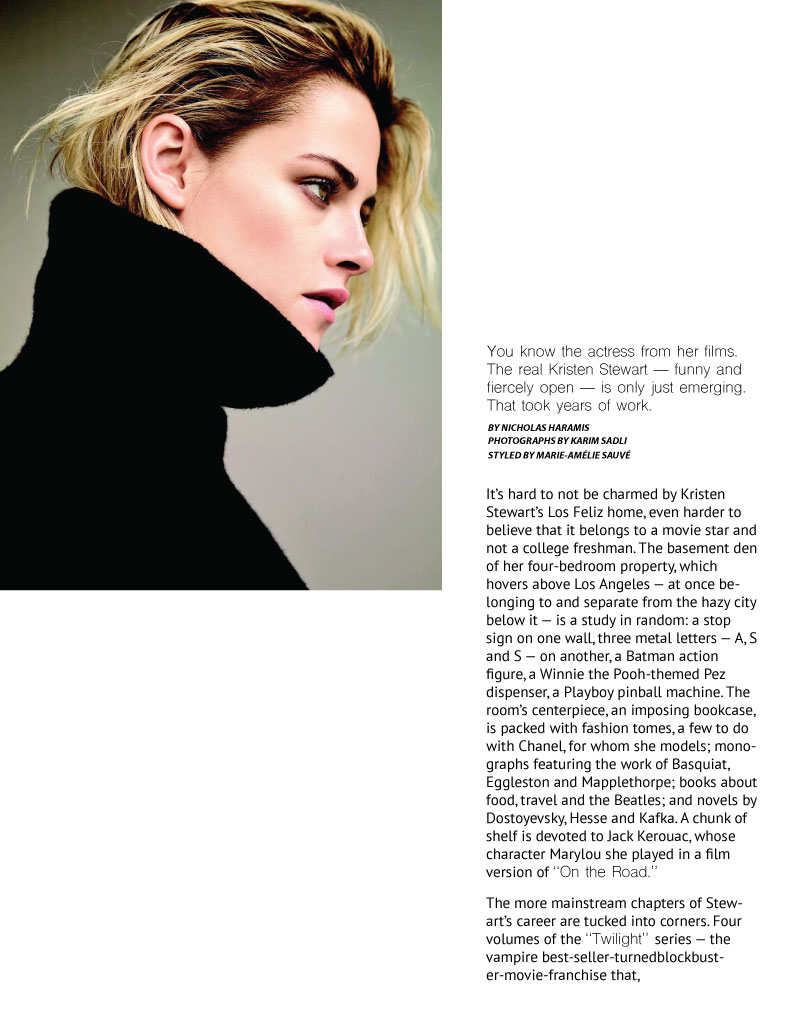 You know the actress from her films.
The real Kristen Stewart — funny and
fiercely open — is only just emerging.
That took years of work.
BY NICHOLAS HARAMIS
PHOTOGRAPHS BY KARIM SADLI
STYLED BY MARIE-AMÉLIE SAUVÉ
It's hard to not be charmed by Kristen
Stewart's Los Feliz home, even harder to
believe that it belongs to a movie star and
not a college freshman. The basement den
of her four-bedroom property, which
hovers above Los Angeles — at once be-
longing to and separate from the hazy city
below it — is a study in random: a stop
sign on one wall, three metal letters — A, S
and S — on another, a Batman action
figure, a Winnie the Pooh-themed Pez
dispenser, a Playboy pinball machine. The
room's centerpiece, an imposing bookcase,
is packed with fashion tomes, a few to do
with Chanel, for whom she models; mono-
graphs featuring the work of Basquiat,
Eggleston and Mapplethorpe; books about
food, travel and the Beatles; and novels by
Dostoyevsky, Hesse and Kafka. A chunk of
shelf is devoted to Jack Kerouac, whose
character Marylou she played in a film
version of “On the Road.”
The more mainstream chapters of Stew-
art's career are tucked into corners. Four
volumes of the “Twilight” series — the
vampire best-seller-turnedblockbust-
er-movie-franchise that,